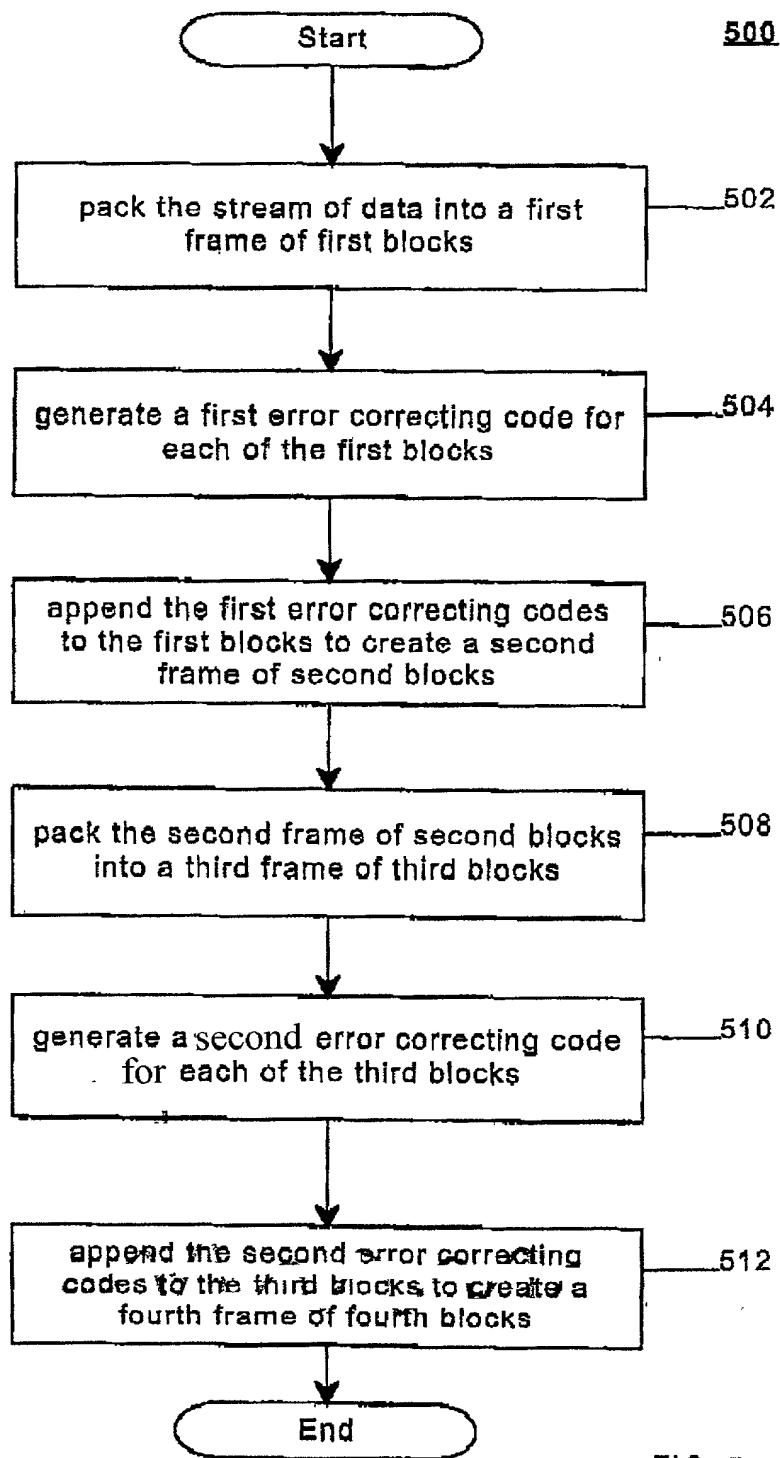 Start
500
pack the stream of data into a first
frame of first blocks
502
generate a first error correcting code for
each of the first blocks
504
append the first error correcting codes
to the first blocks to create a second
frame of second blocks
506
pack the second frame of second blocks
into a third frame of third blocks
508
generate a second error correcting code
for each of the third blocks
510
append the second error correcting
codes to the third blocks to create a
fourth frame of fourth blocks
512
End